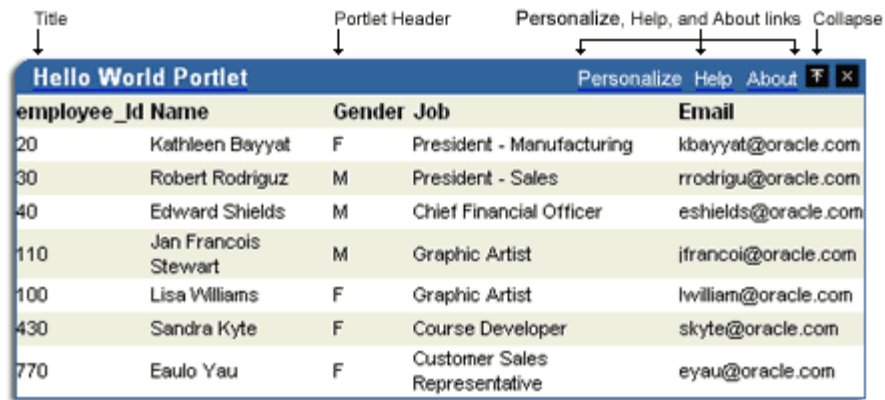 Title Portlet Header Personalize, Help, and About links Collapse
Hello World Portlet Personalize Help About
employee_Id Name Gender Job Email
20 Kathleen Bayyat F President - Manufacturing kbayyat@oracle.com
30 Robert Rodriguz M President - Sales rrodrigu@oracle.com
40 Edward Shields M Chief Financial Officer eshields@oracle.com
110 Jan Francois Stewart M Graphic Artist jfrancoi@oracle.com
100 Lisa Williams F Graphic Artist lwilliam@oracle.com
430 Sandra Kyte F Course Developer skyte@oracle.com
770 Eaulo Yau F Customer Sales Representative eyau@oracle.com